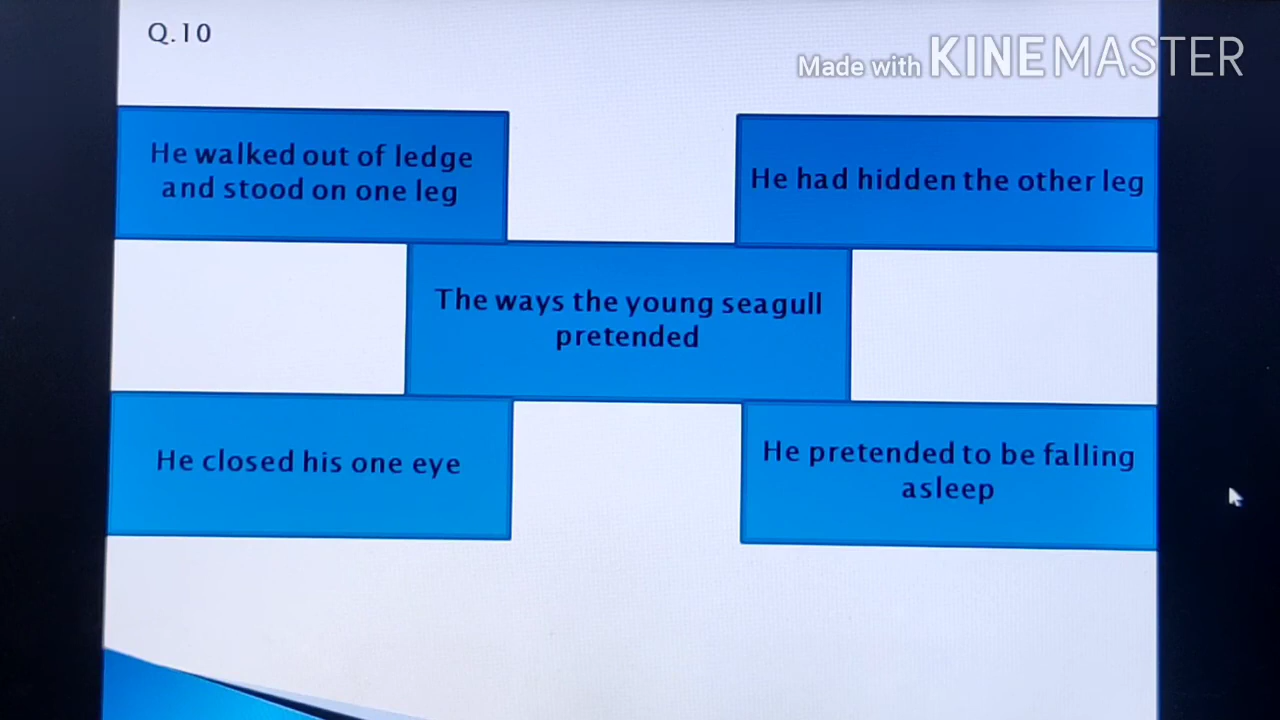 Q.10
Made with KINEMASTER
He walked out of ledge
and stood on one leg
He had hidden the other leg
The ways the young seagull
pretended
He closed his one eye
He pretended to be falling
asleep